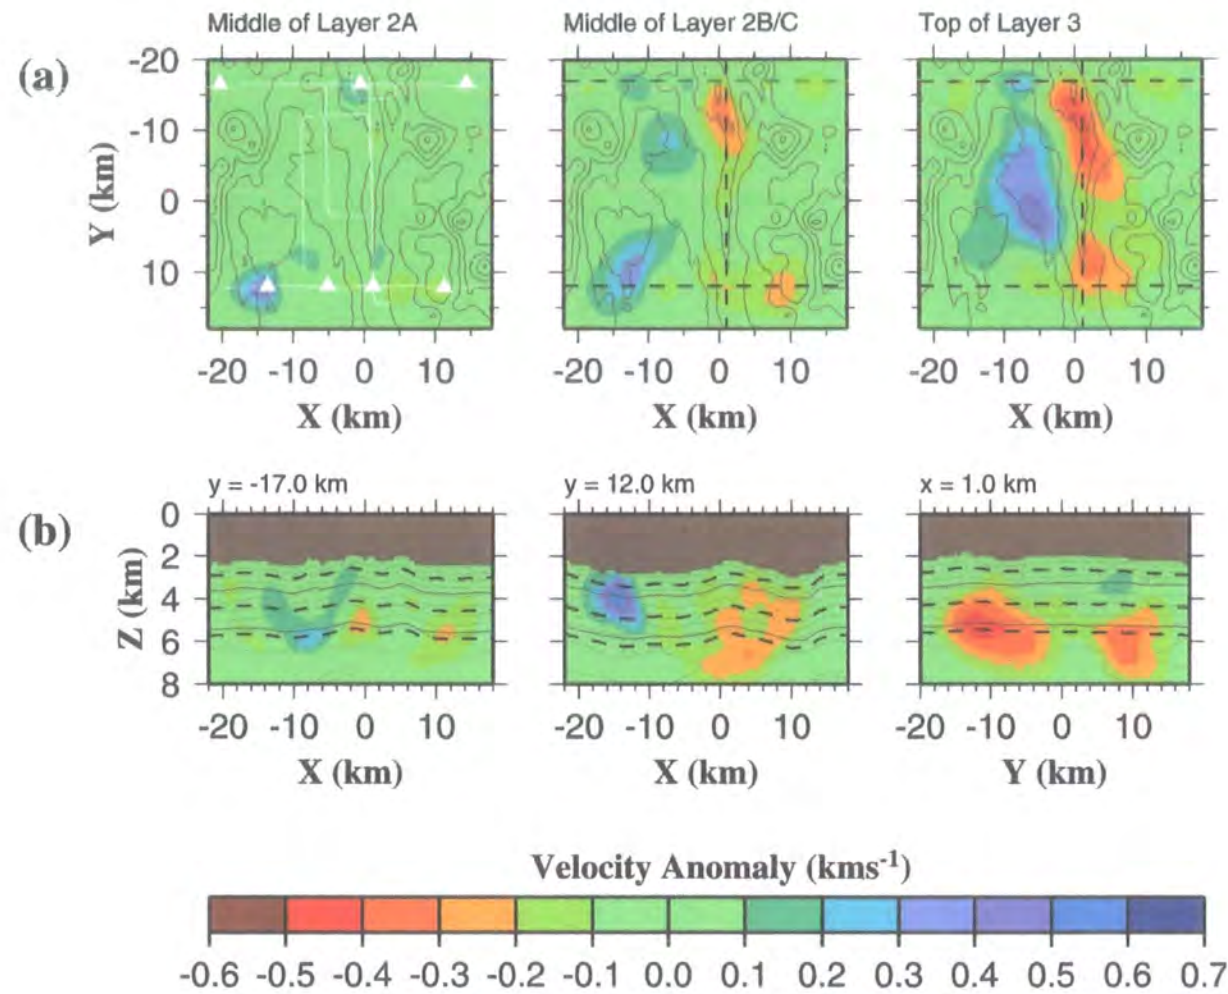 Middle of Layer 2A Middle of Layer 2B/C Top of Layer 3
(a)
-20
-10
0
10
Y (km)
-20 -10 0 10 -20 -10 0 10 -20 -10 0 10
X (km) X (km) X (km)
y = -17.0 km y = 12.0 km x = 1.0 km
(b)
0
2
4
6
8
Z (km)
-20 -10 0 10 -20 -10 0 10 -20 -10 0 10
X (km) X (km) Y (km)
Velocity Anomaly (kms-1)
-0.6 -0.5 -0.4 -0.3 -0.2 -0.1 0.0 0.1 0.2 0.3 0.4 0.5 0.6 0.7